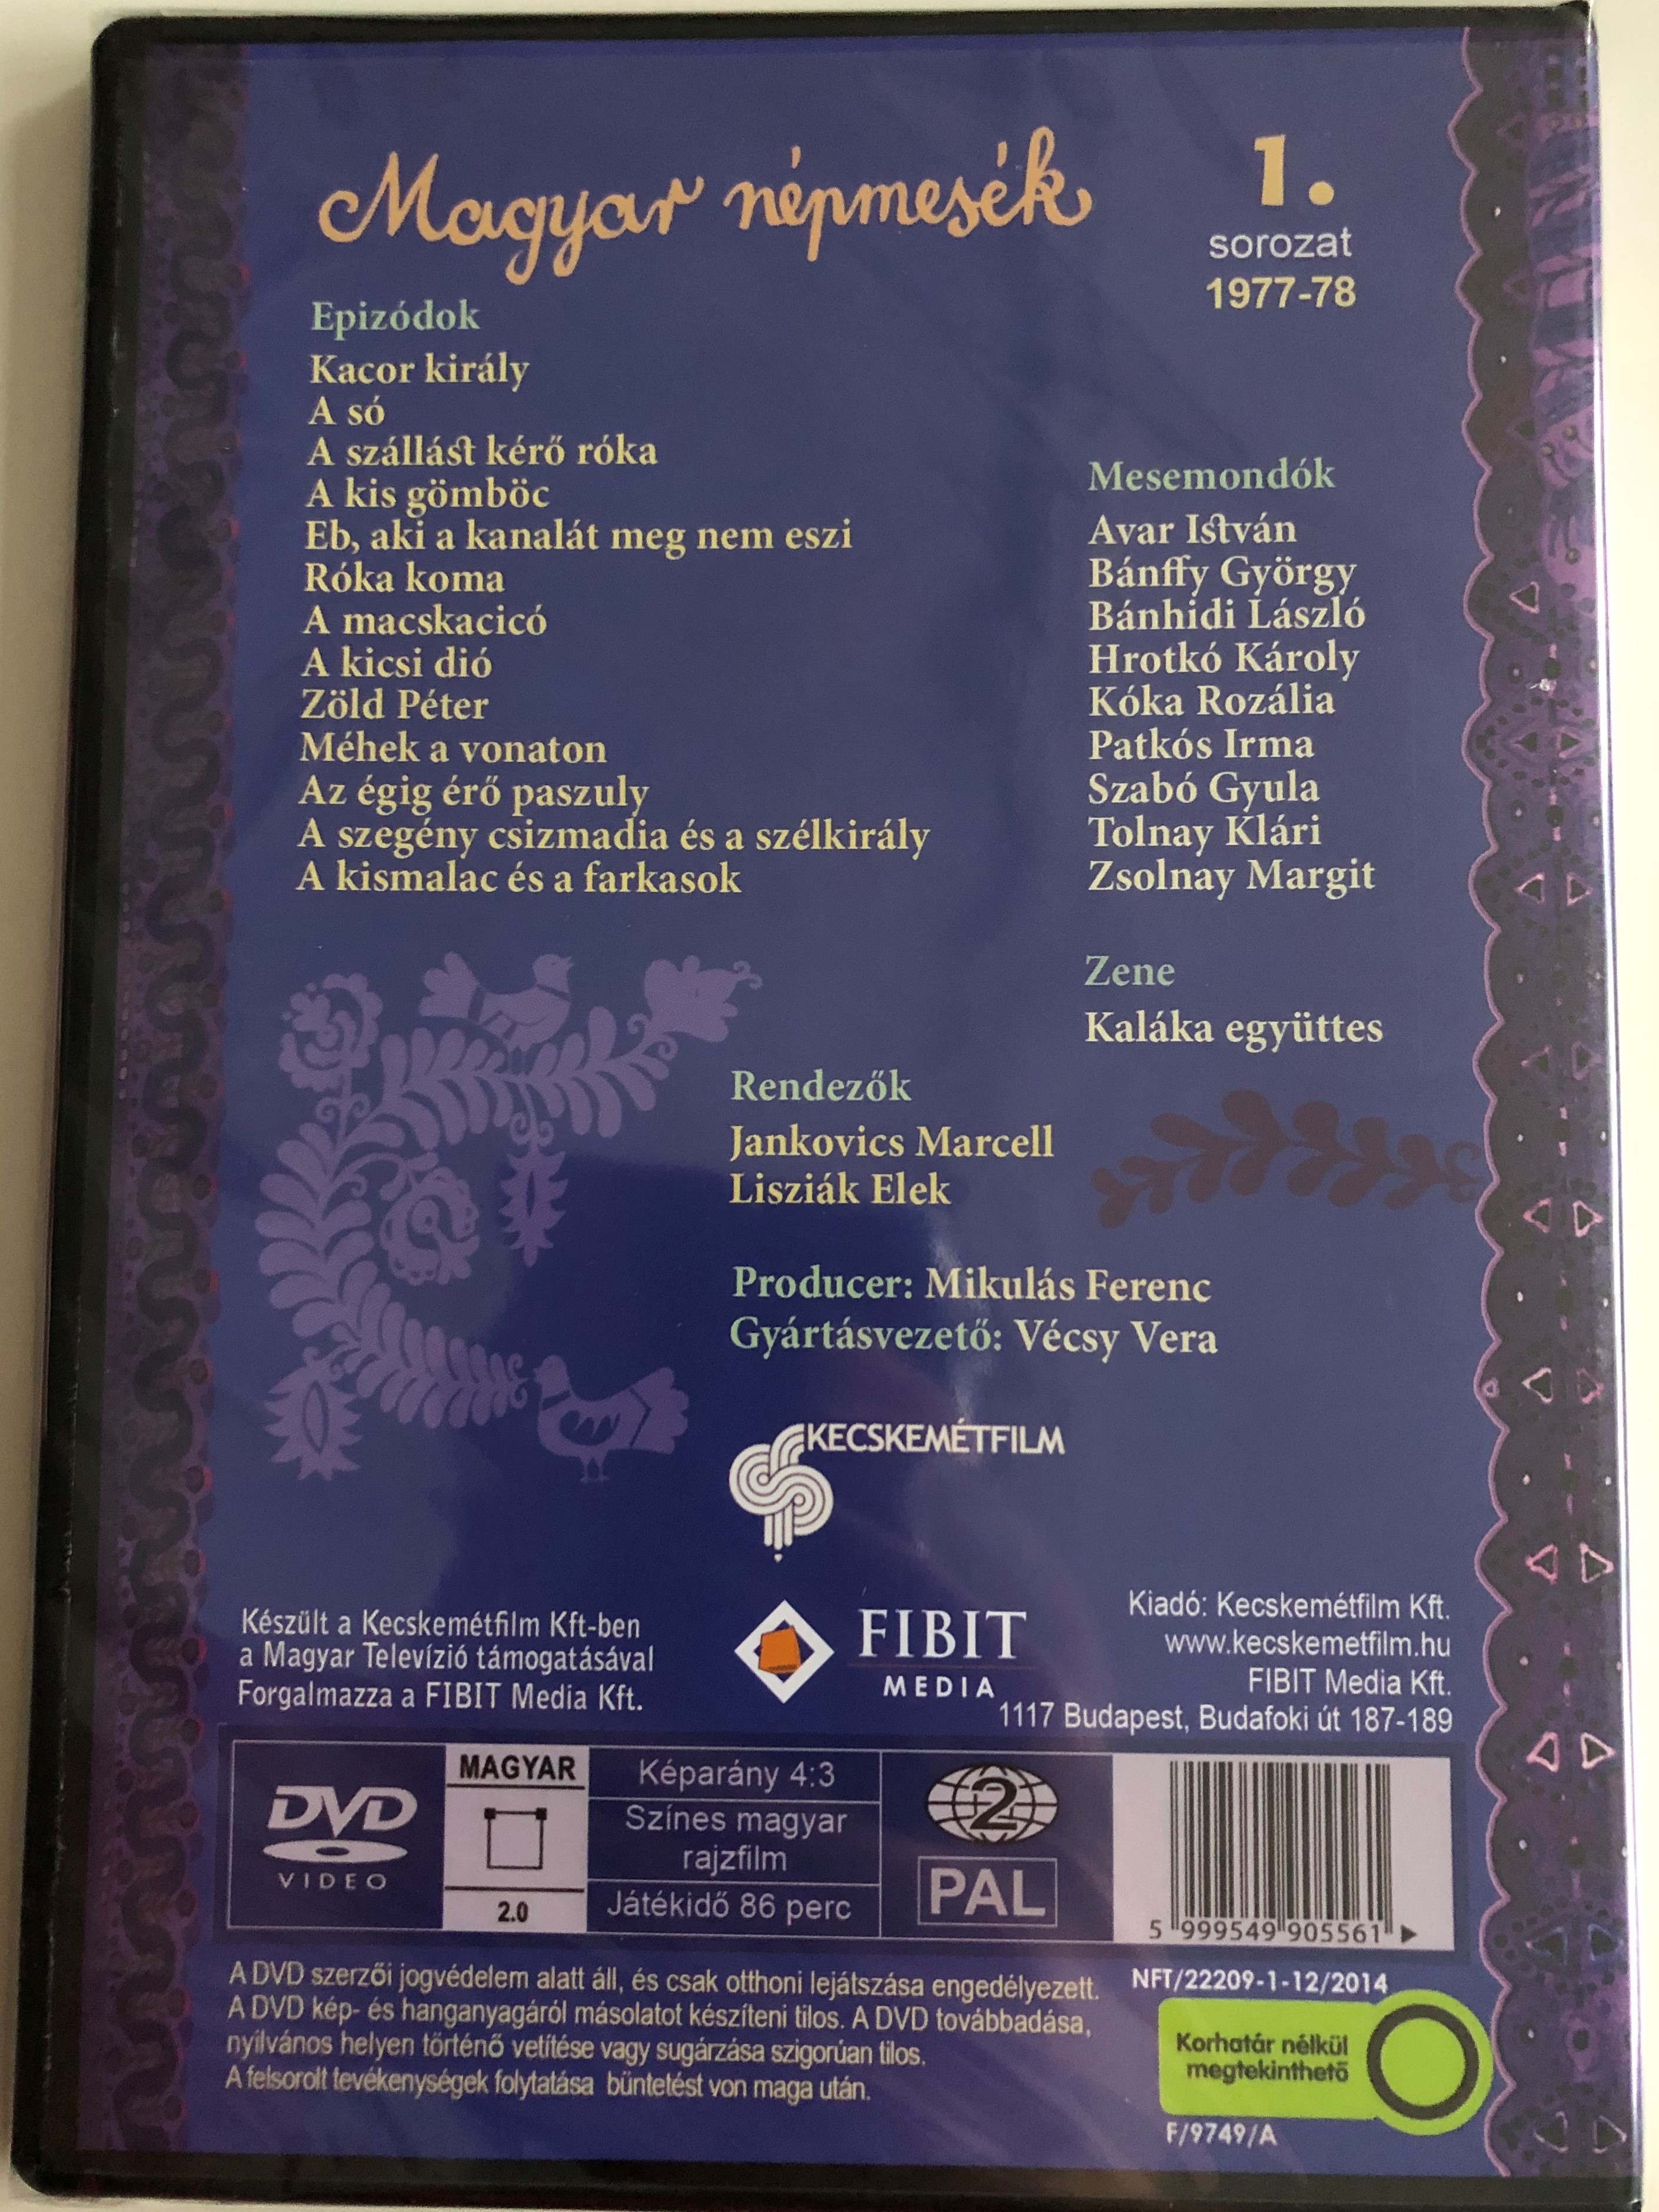 Magyar népmesék
1.
sorozat
1977-78
Epizódok
Kacor király
A só
A szállást kérő róka
A kis gömböc
Eb, aki a kanalát meg nem eszi
Róka koma
A macskacicó
A kicsi dió
Zöld Péter
Méhek a vonaton
Az égig érő paszuly
A szegény csizmadia és a szélkirály
A kismalac és a farkasok
Mesemondók
Avar István
Bánffy György
Bánhidi László
Hrotkó Károly
Kóka Rozália
Patkós Irma
Szabó Gyula
Tolnay Klári
Zsolnay Margit
Zene
Kaláka együttes
Rendezők
Jankovics Marcell
Lisziák Elek
Producer: Mikulás Ferenc
Gyártásvezető: Vécsy Vera
KECSKEMÉTFILM
Készült a Kecskemétfilm Kft-ben
a Magyar Televízió támogatásával
Forgalmazza a FIBIT Media Kft.
FIBIT
MEDIA
Kiadó: Kecskemétfilm Kft.
www.kecskemetfilm.hu
FIBIT Media Kft.
1117 Budapest, Budafoki út 187-189
DVD
VIDEO
MAGYAR
2.0
Képarány 4:3
Színes magyar
rajzfilm
Játékidő 86 perc
2
PAL
5 999549 905561
A DVD szerzői jogvédelem alatt áll, és csak otthoni lejátszása engedélyezett.
A DVD kép- és hanganyagáról másolatot készíteni tilos. A DVD továbbadása,
nyilvános helyen történő vetítése vagy sugárzása szigorúan tilos.
A felsorolt tevékenységek folytatása büntetést von maga után.
NFT/22209-1-12/2014
Korhatár nélkül
megtekinthető
F/9749/A